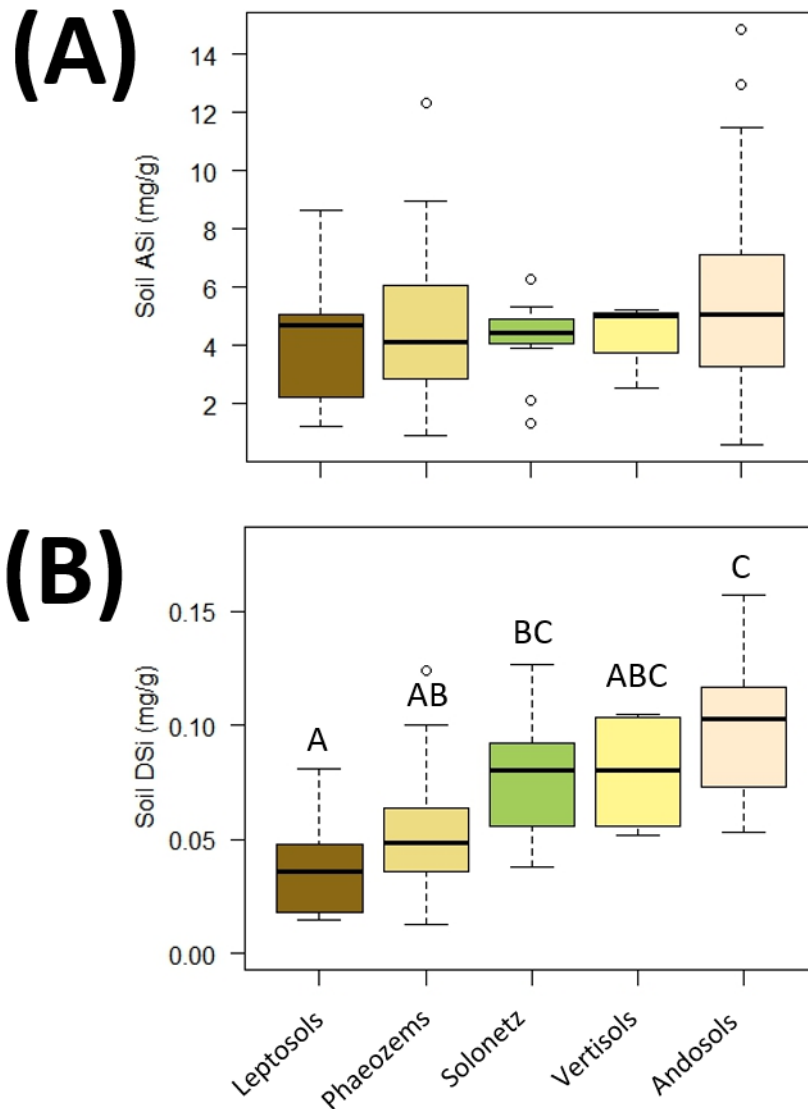 (A)
Soil ASi (mg/g)
14
12
10
8
6
4
2
(B)
Soil DSi (mg/g)
0.15
0.10
0.05
0.00
A
AB
BC
ABC
C
Leptosols
Phaeozems
Solonetz
Vertisols
Andosols